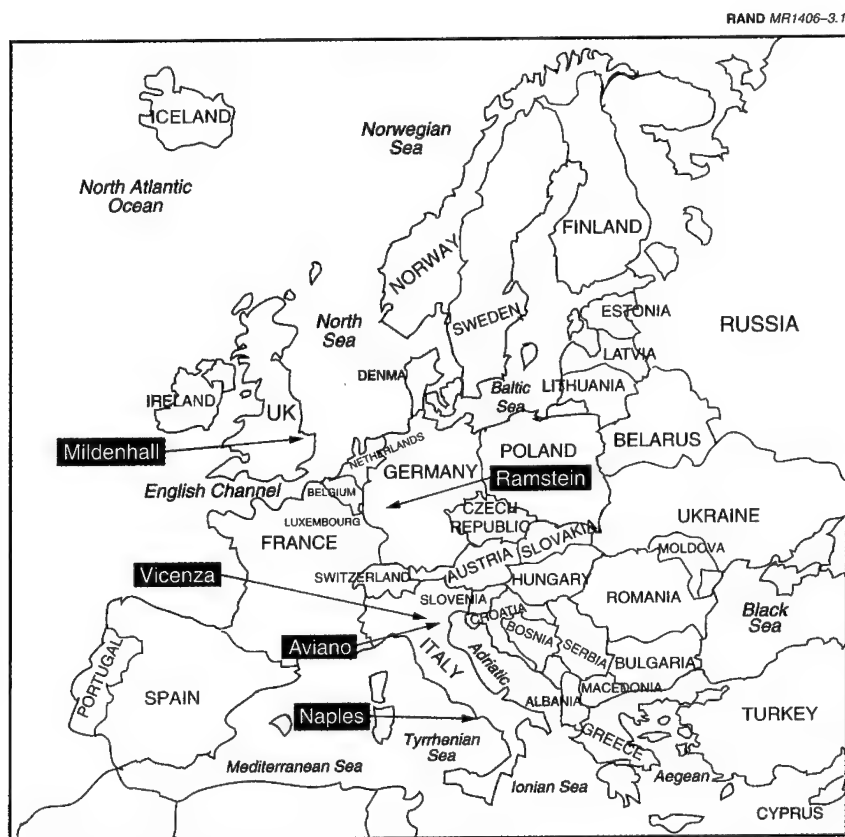 RAND MR1406–3.1
ICELAND
Norwegian
Sea
North Atlantic
Ocean
FINLAND
NORWAY
SWEDEN
North
Sea
ESTONIA
RUSSIA
LATVIA
DENMA
Baltic
Sea
LITHUANIA
IRELAND
UK
BELARUS
Mildenhall
NETHERLANDS
POLAND
GERMANY
Ramstein
English Channel
BELGIUM
CZECH
REPUBLIC
UKRAINE
LUXEMBOURG
FRANCE
SLOVAKIA
MOLDOVA
AUSTRIA
Vicenza
SWITZERLAND
HUNGARY
SLOVENIA
ROMANIA
CROATIA
Black
Sea
BOSNIA
Aviano
ITALY
SERBIA
Adriatic
BULGARIA
PORTUGAL
SPAIN
MACEDONIA
ALBANIA
Naples
TURKEY
Tyrrhenian
Sea
GREECE
Mediterranean Sea
Ionian Sea
Aegean
CYPRUS